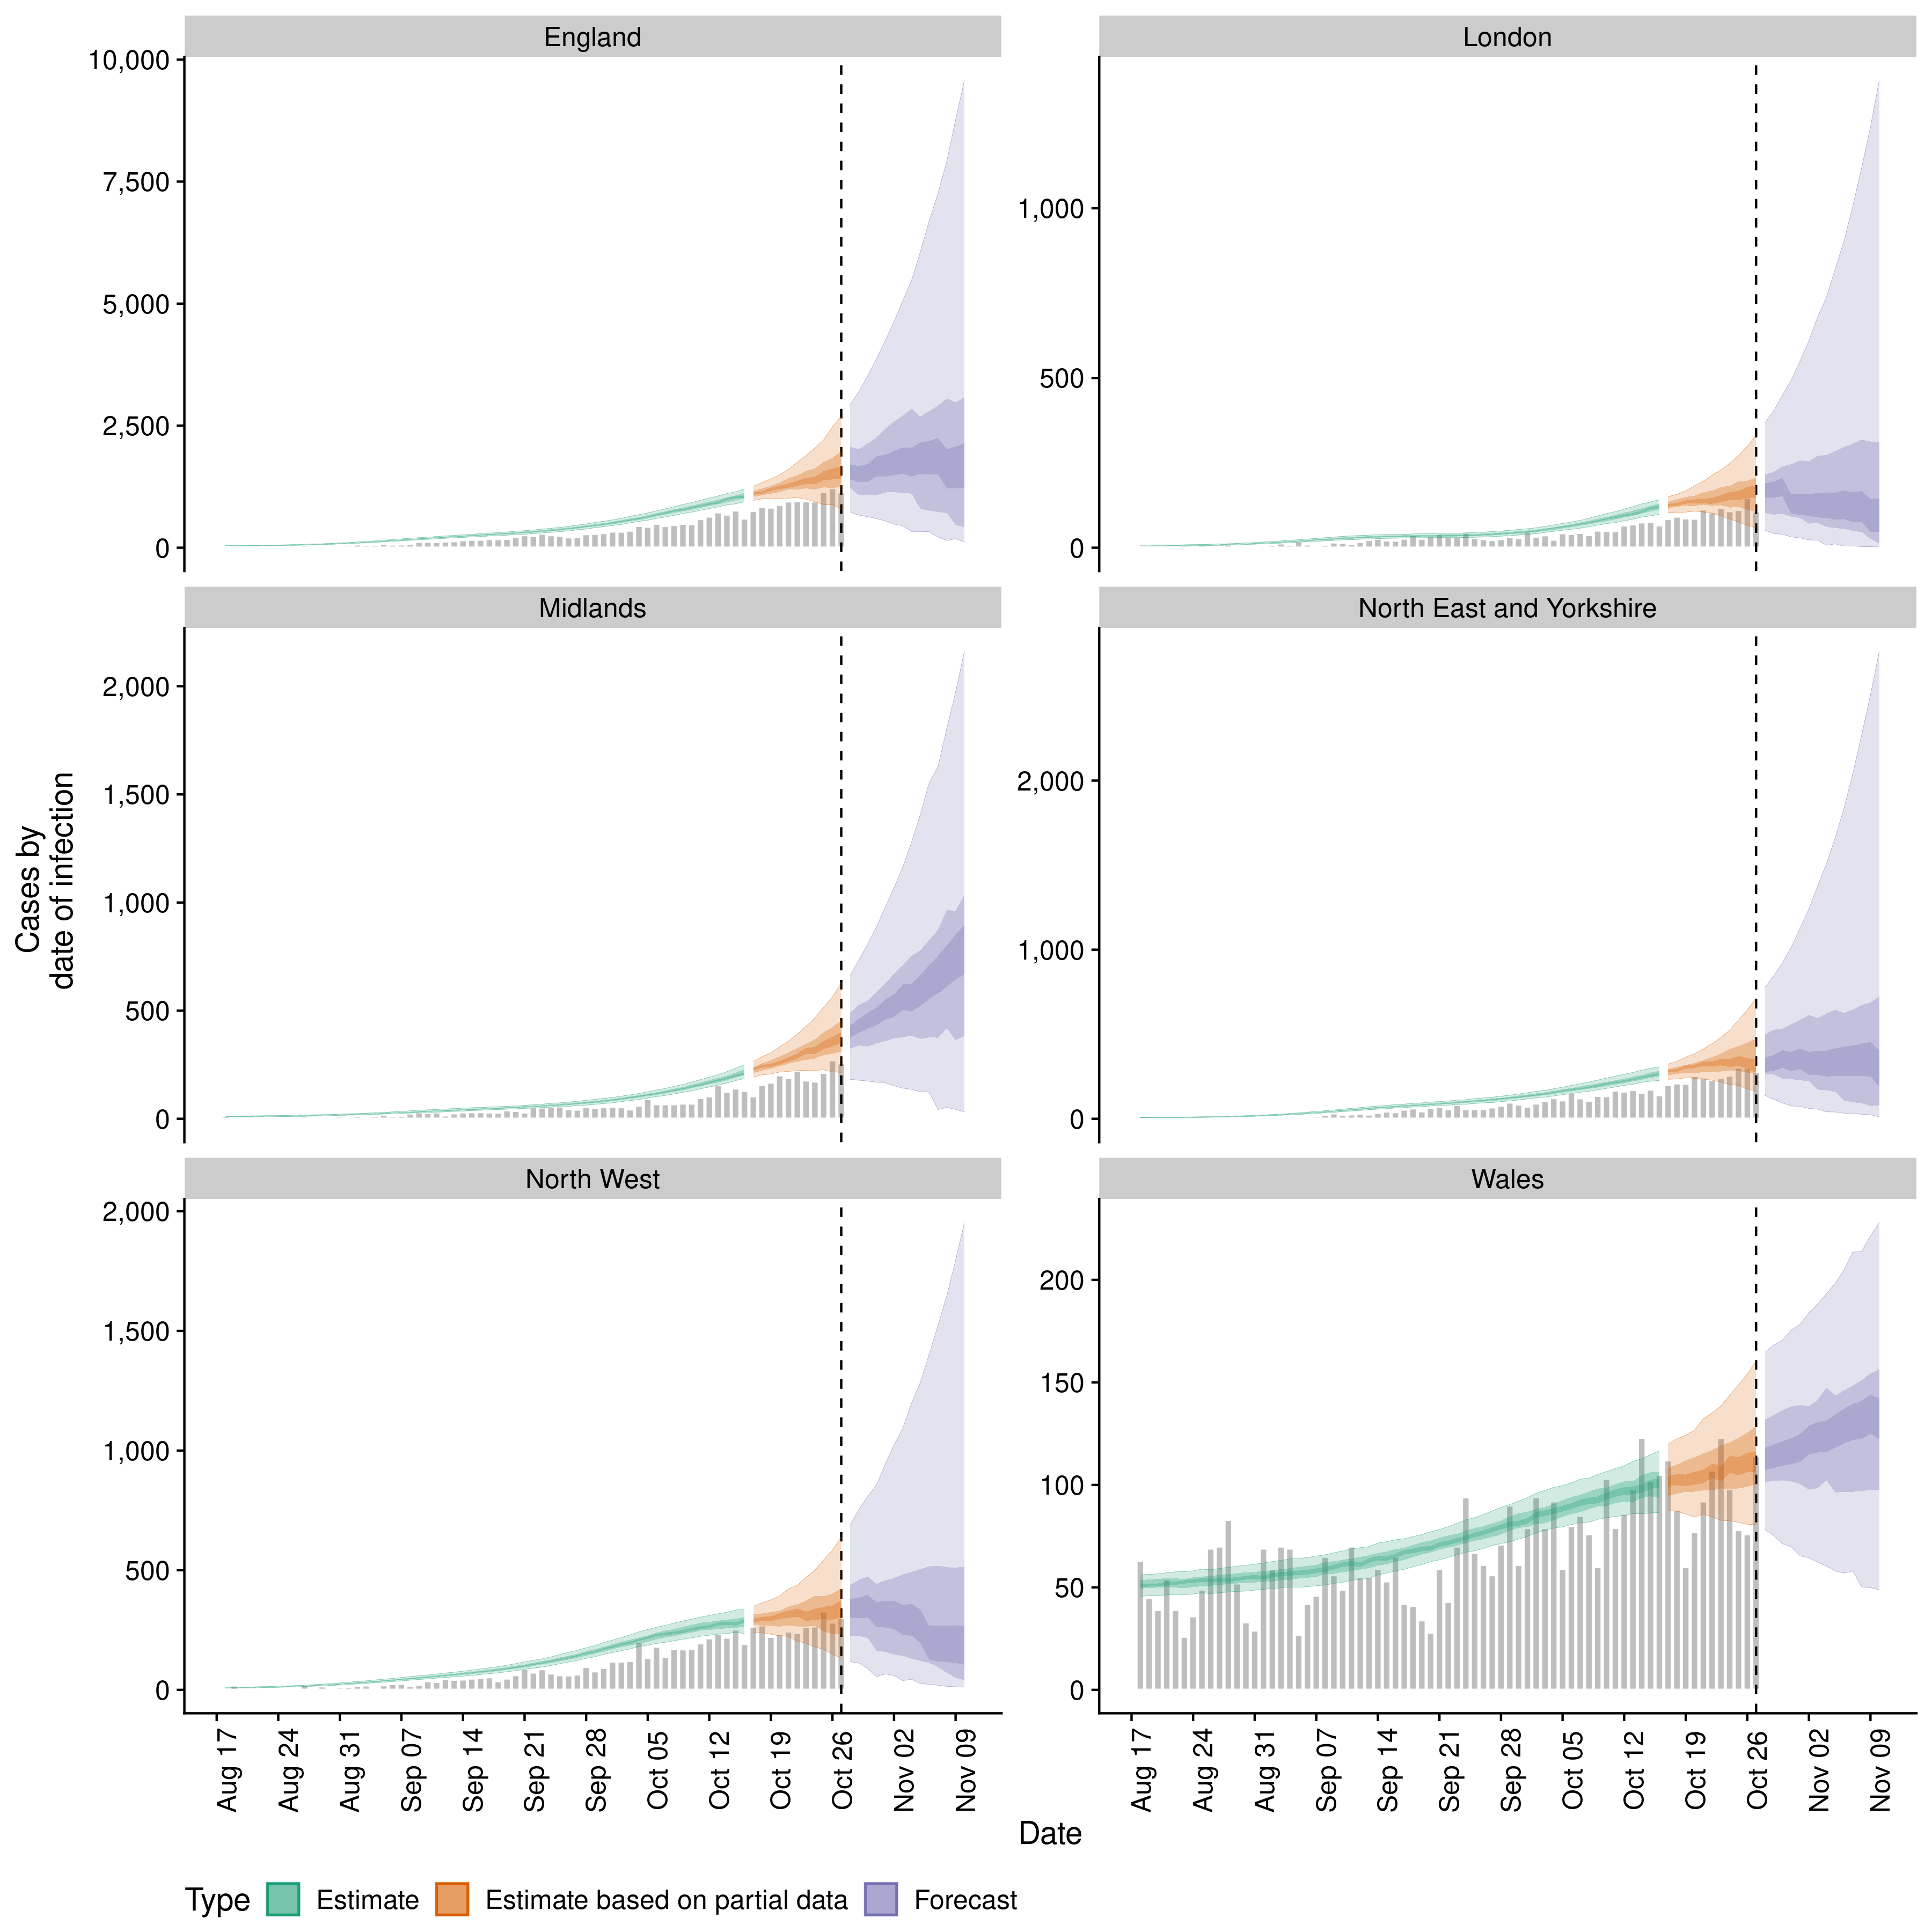 England
London
10,000
7,500
5,000
2,500
0
1,000
500
0
Midlands
North East and Yorkshire
2,000
1,500
1,000
500
0
2,000
1,000
0
Cases by
date of infection
North West
Wales
2,000
1,500
1,000
500
0
200
150
100
50
0
Aug 17
Aug 24
Aug 31
Sep 07
Sep 14
Sep 21
Sep 28
Oct 05
Oct 12
Oct 19
Oct 26
Nov 02
Nov 09
Aug 17
Aug 24
Aug 31
Sep 07
Sep 14
Sep 21
Sep 28
Oct 05
Oct 12
Oct 19
Oct 26
Nov 02
Nov 09
Date
Type Estimate Estimate based on partial data Forecast